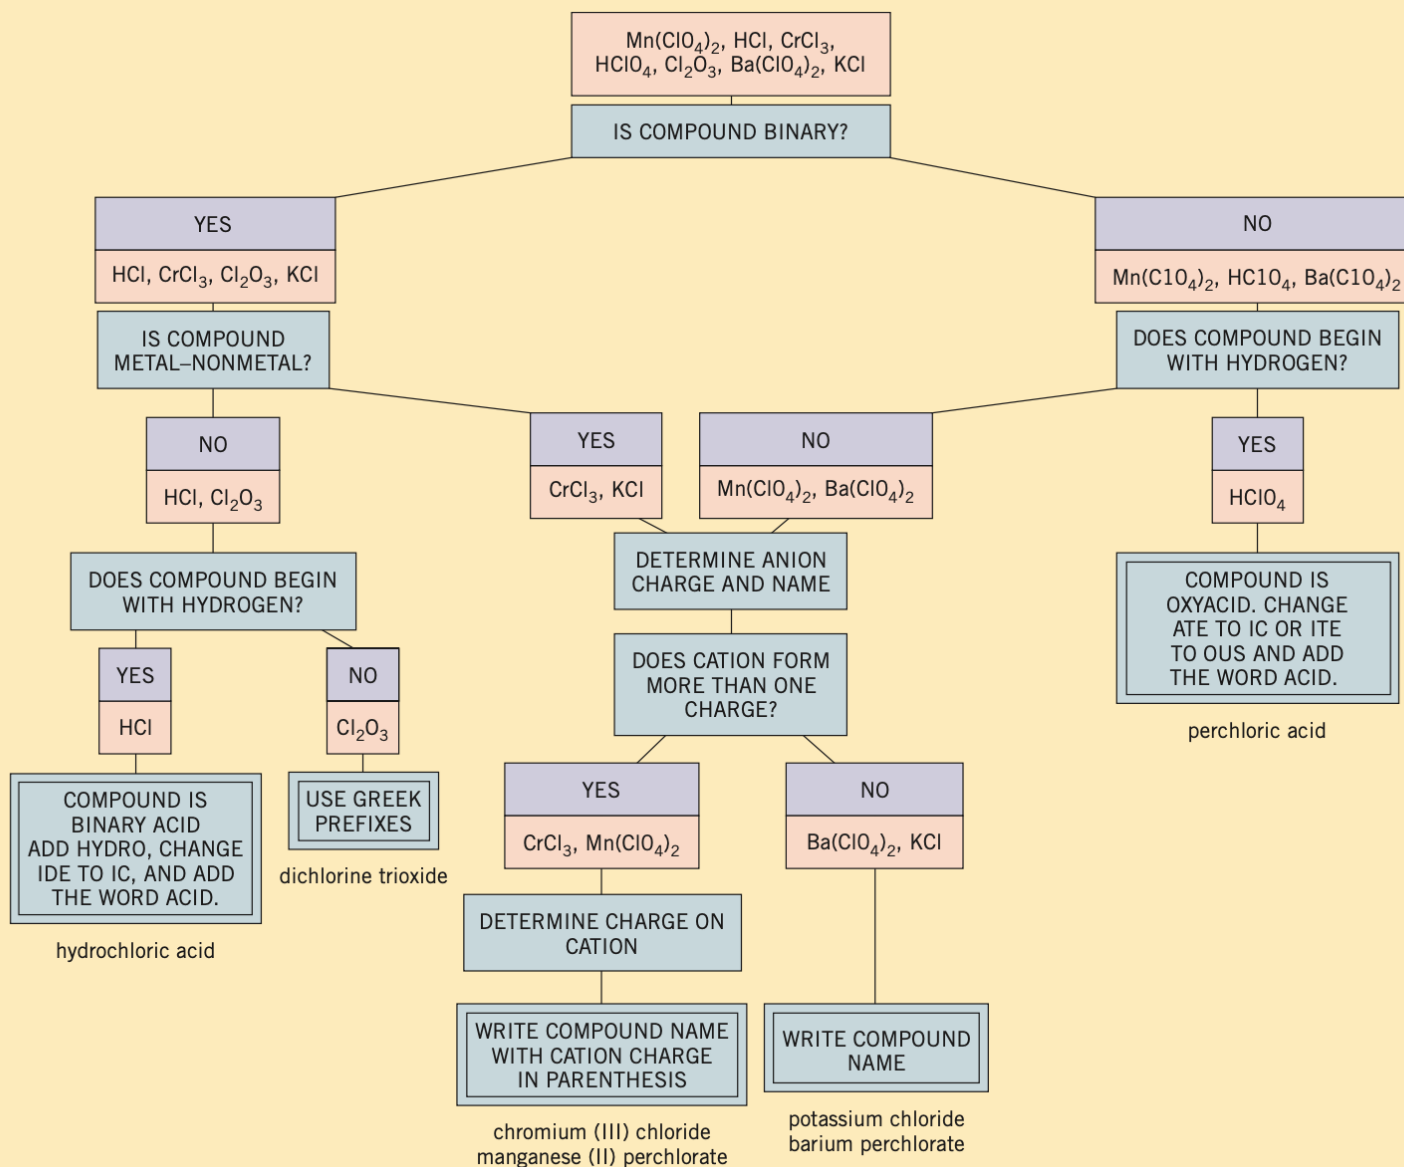 Mn(ClO₄)₂, HCl, CrCl₃,
HClO₄, Cl₂O₃, Ba(ClO₄)₂, KCl
IS COMPOUND BINARY?
YES
HCl, CrCl₃, Cl₂O₃, KCl
NO
Mn(C1O₄)₂, HC1O₄, Ba(C1O₄)₂
IS COMPOUND
METAL–NONMETAL?
DOES COMPOUND BEGIN
WITH HYDROGEN?
NO
HCl, Cl₂O₃
YES
CrCl₃, KCl
NO
Mn(ClO₄)₂, Ba(ClO₄)₂
YES
HClO₄
DOES COMPOUND BEGIN
WITH HYDROGEN?
DETERMINE ANION
CHARGE AND NAME
COMPOUND IS
OXYACID. CHANGE
ATE TO IC OR ITE
TO OUS AND ADD
THE WORD ACID.
perchloric acid
YES
HCl
NO
Cl₂O₃
DOES CATION FORM
MORE THAN ONE
CHARGE?
COMPOUND IS
BINARY ACID
ADD HYDRO, CHANGE
IDE TO IC, AND ADD
THE WORD ACID.
hydrochloric acid
USE GREEK
PREFIXES
dichlorine trioxide
YES
CrCl₃, Mn(ClO₄)₂
NO
Ba(ClO₄)₂, KCl
DETERMINE CHARGE ON
CATION
WRITE COMPOUND NAME
WITH CATION CHARGE
IN PARENTHESIS
chromium (III) chloride
manganese (II) perchlorate
WRITE COMPOUND
NAME
potassium chloride
barium perchlorate